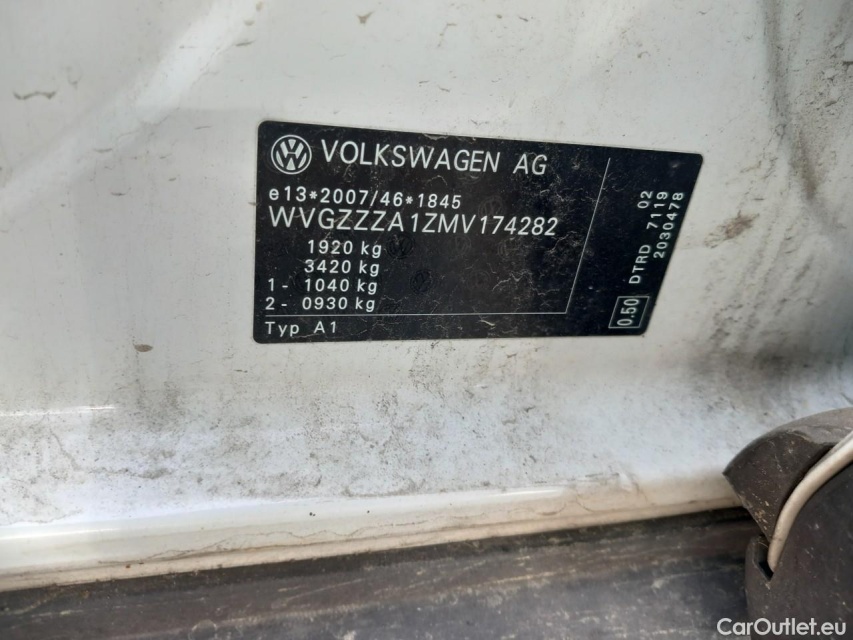 VOLKSWAGEN AG
e13*2007/46*1845
WVGZZZA1ZMV174282
1920 kg
3420 kg
1- 1040 kg
2- 0930 kg
Typ A1
0.50
DTRD 7119 02
2030478
CarOutlet.eu